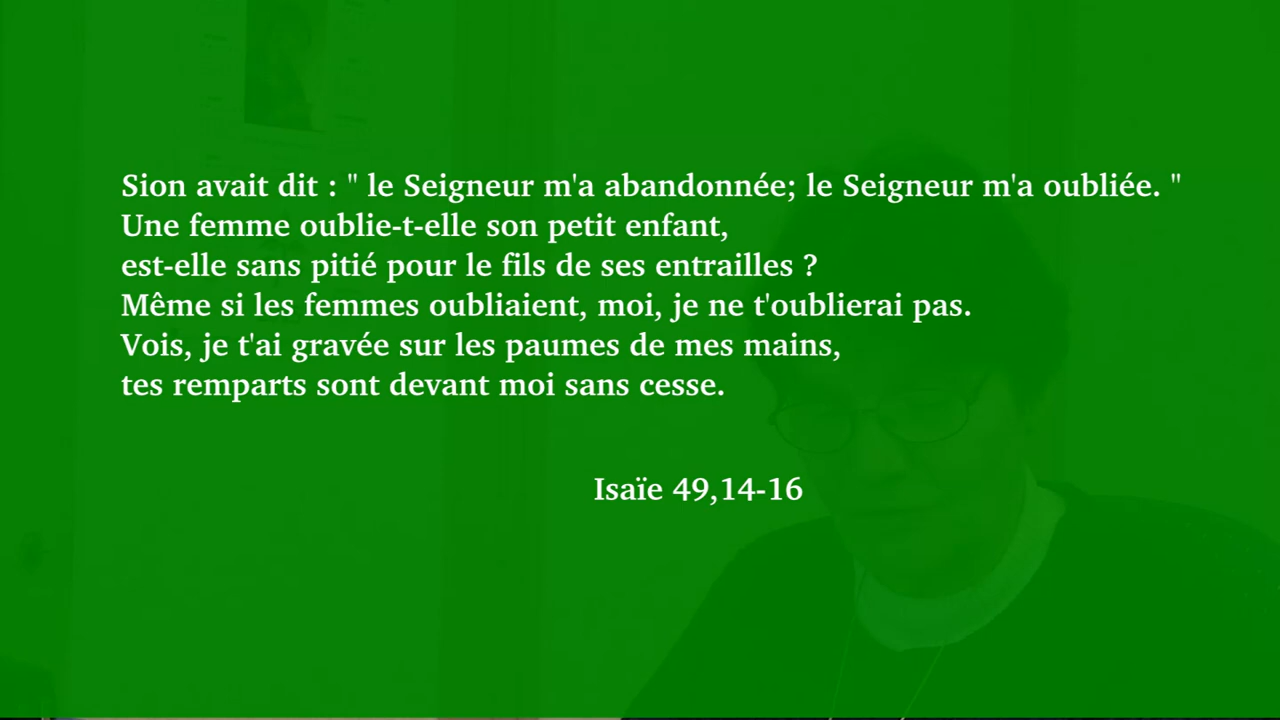 Sion avait dit : " le Seigneur m'a abandonnée; le Seigneur m'a oubliée. "
Une femme oublie-t-elle son petit enfant,
est-elle sans pitié pour le fils de ses entrailles ?
Même si les femmes oubliaient, moi, je ne t'oublierai pas.
Vois, je t'ai gravée sur les paumes de mes mains,
tes remparts sont devant moi sans cesse.
Isaïe 49,14-16